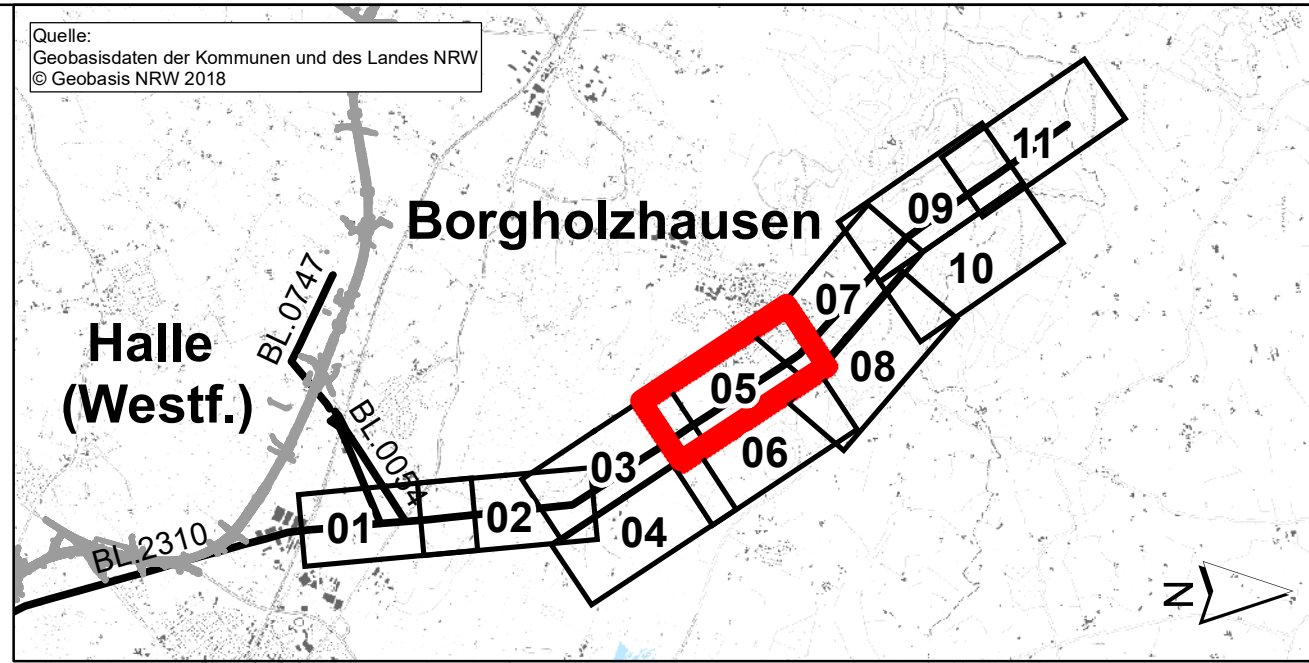 Quelle:
Geobasisdaten der Kommunen und des Landes NRW
© Geobasis NRW 2018
11
09
Borgholzhausen
10
07
BL.0747
Halle
(Westf.)
08
05
BL.0054
06
03
02
01
04
BL.2310
N